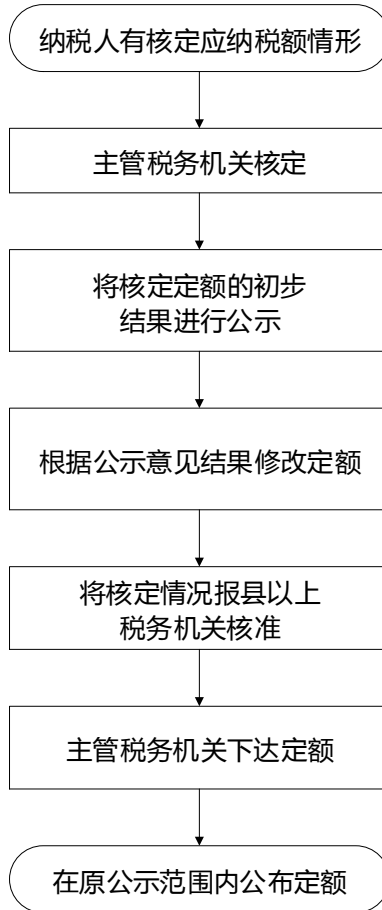 纳税人有核定应纳税额情形
主管税务机关核定
将核定定额的初步
结果进行公示
根据公示意见结果修改定额
将核定情况报县以上
税务机关核准
主管税务机关下达定额
在原公示范围内公布定额